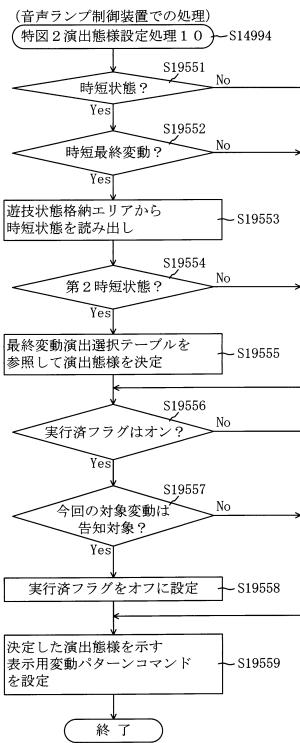 (音声ランプ制御装置での処理)
特図２演出態様設定処理１０
S14994
S19551
時短状態？
No
Yes
S19552
時短最終変動？
No
Yes
遊技状態格納エリアから
時短状態を読み出し
S19553
S19554
第２時短状態？
No
Yes
最終変動演出選択テーブルを
参照して演出態様を決定
S19555
S19556
実行済フラグはオン？
No
Yes
S19557
今回の対象変動は
告知対象？
No
Yes
実行済フラグをオフに設定
S19558
決定した演出態様を示す
表示用変動パターンコマンド
を設定
S19559
終了